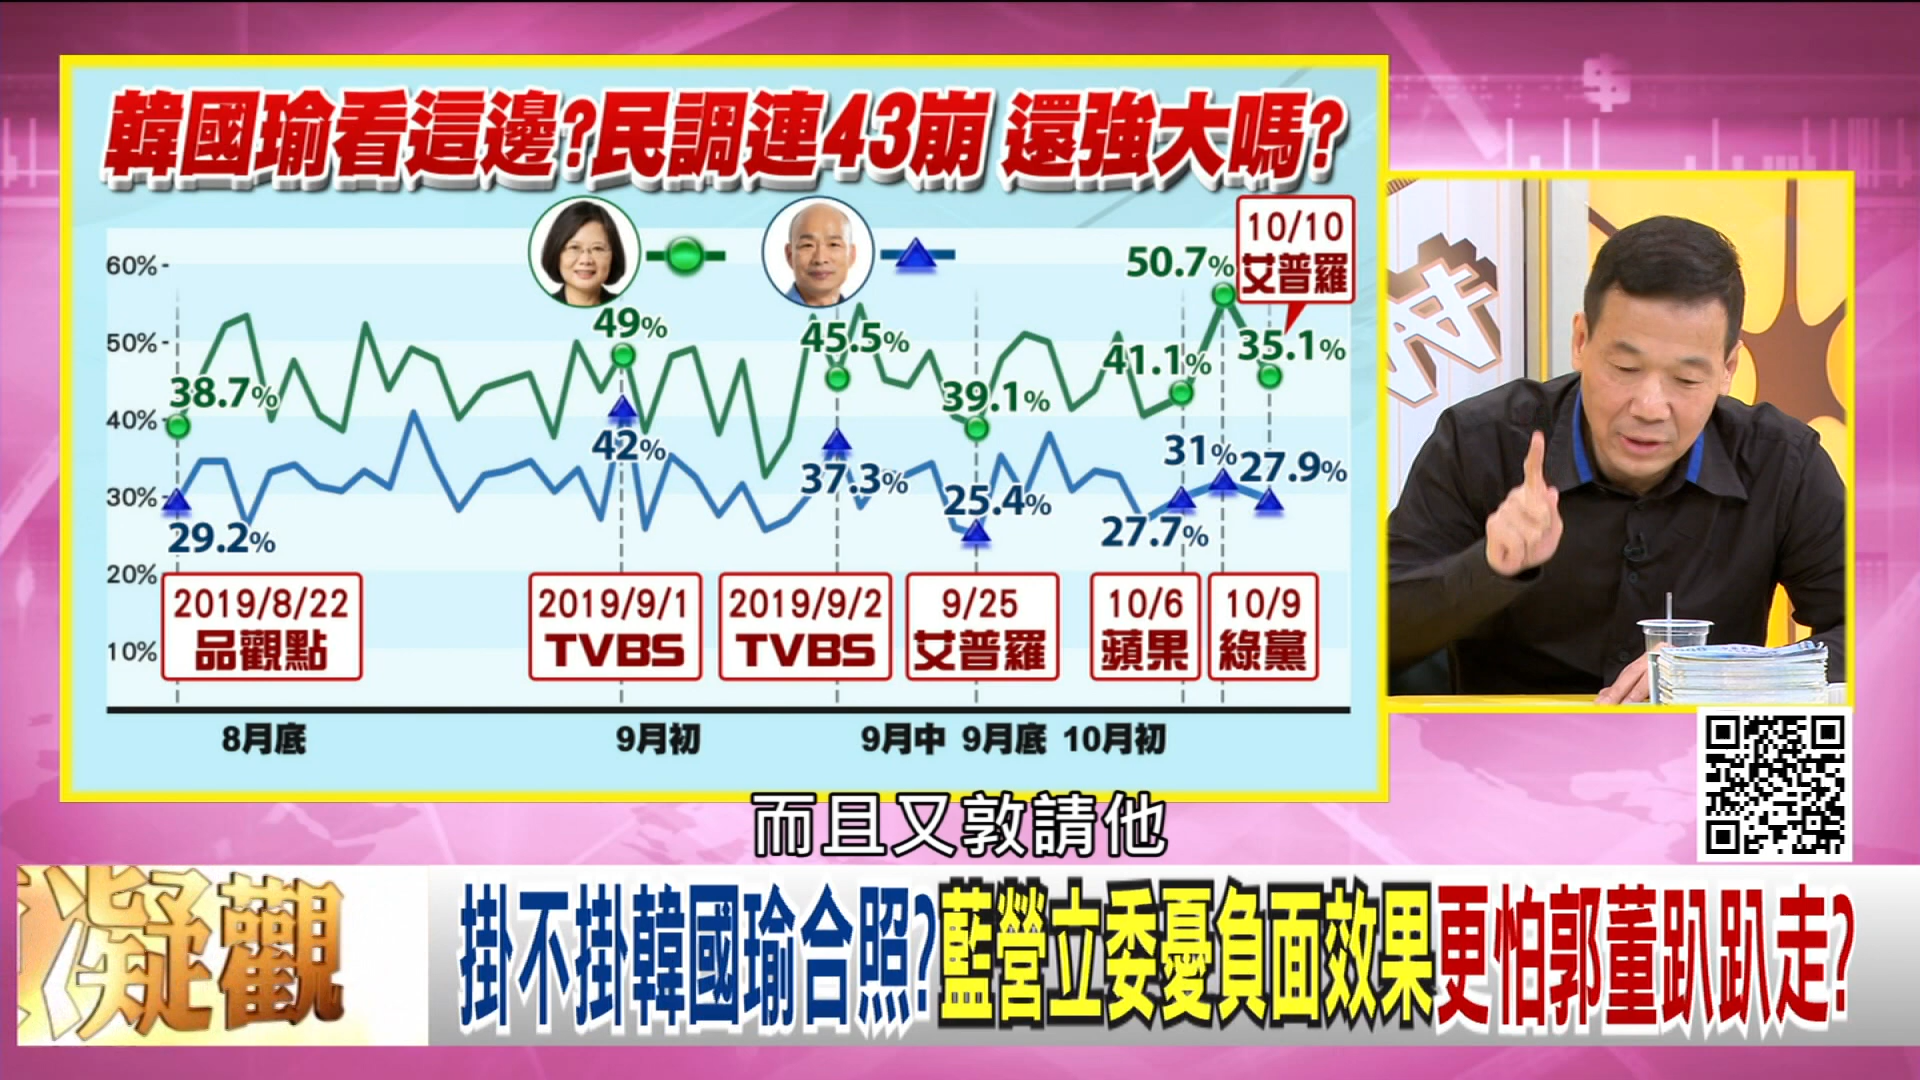 韓國瑜看這邊?民調連43崩 還強大嗎?
10/10
艾普羅
60%
50%
40%
30%
20%
10%
38.7%
49%
45.5%
39.1%
41.1%
50.7%
35.1%
29.2%
42%
37.3%
25.4%
27.7%
31%
27.9%
2019/8/22
品觀點
2019/9/1
TVBS
2019/9/2
TVBS
9/25
艾普羅
10/6
蘋果
10/9
綠黨
8月底
9月初
9月中
9月底
10月初
而且又敦請他
凝觀
掛不掛韓國瑜合照?藍營立委憂負面效果更怕郭董趴趴走?